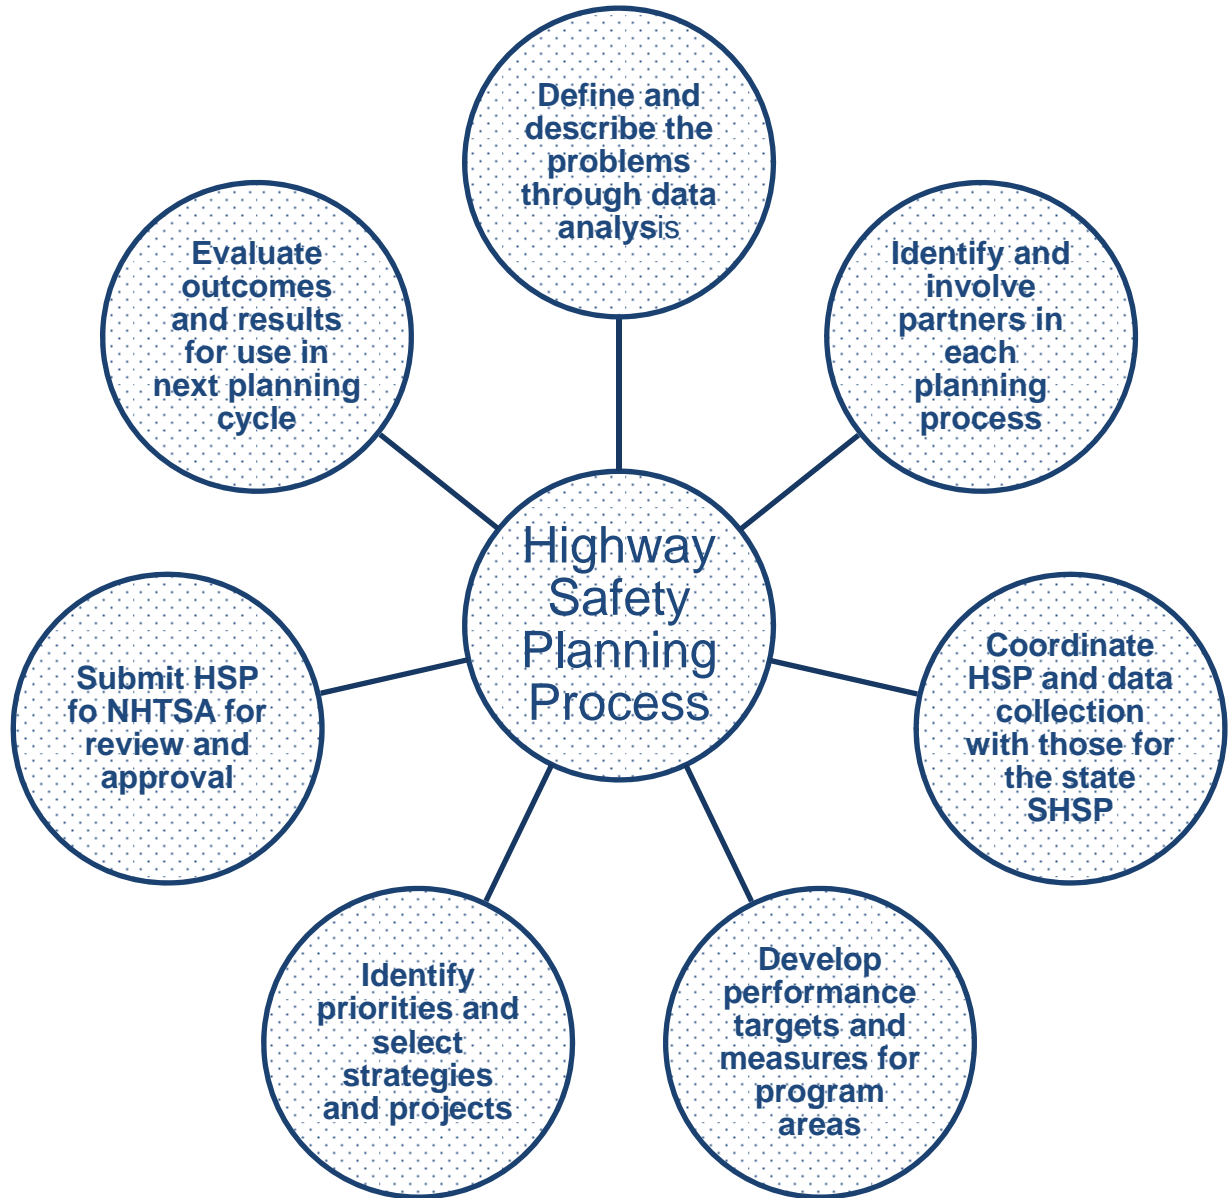 Define and
describe the
problems
through data
analysis
Identify and
involve
partners in
each
planning
process
Coordinate
HSP and data
collection
with those for
the state
SHSP
Develop
performance
targets and
measures for
program
areas
Identify
priorities and
select
strategies
and projects
Submit HSP
fo NHTSA for
review and
approval
Evaluate
outcomes
and results
for use in
next planning
cycle
Highway
Safety
Planning
Process